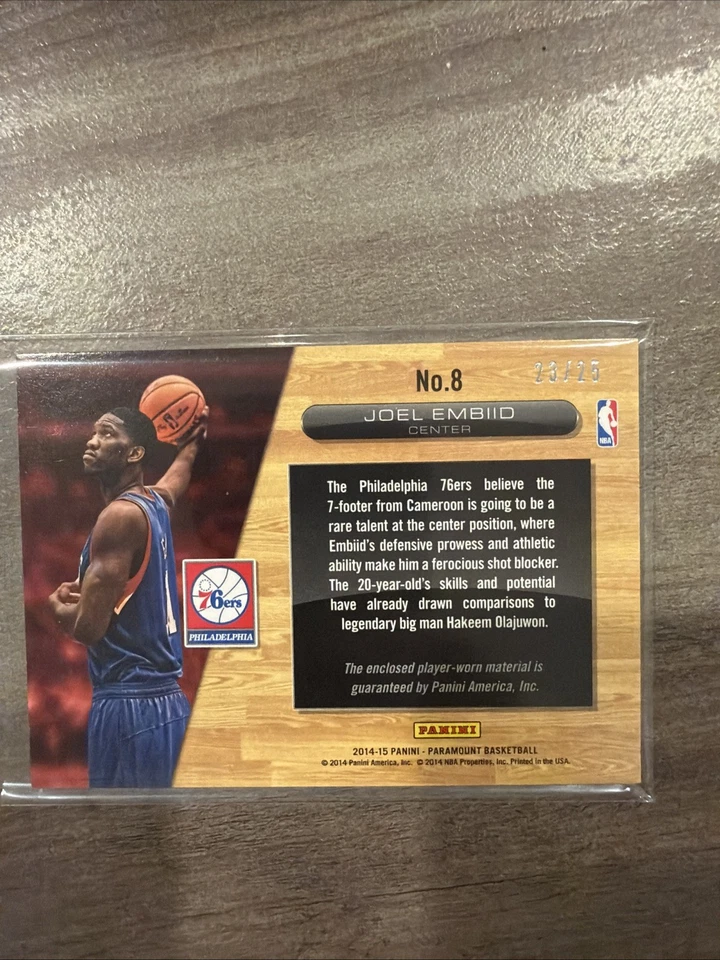 No.8
23/25
JOEL EMBIID
CENTER
NBA
The Philadelphia 76ers believe the
7-footer from Cameroon is going to be a
rare talent at the center position, where
Embiid's defensive prowess and athletic
ability make him a ferocious shot blocker.
The 20-year-old's skills and potential
have already drawn comparisons to
legendary big man Hakeem Olajuwon.
76ers
PHILADELPHIA
The enclosed player-worn material is
guaranteed by Panini America, Inc.
PANINI
2014-15 PANINI - PARAMOUNT BASKETBALL
© 2014 Panini America, Inc. © 2014 NBA Properties, Inc. Printed in the USA.